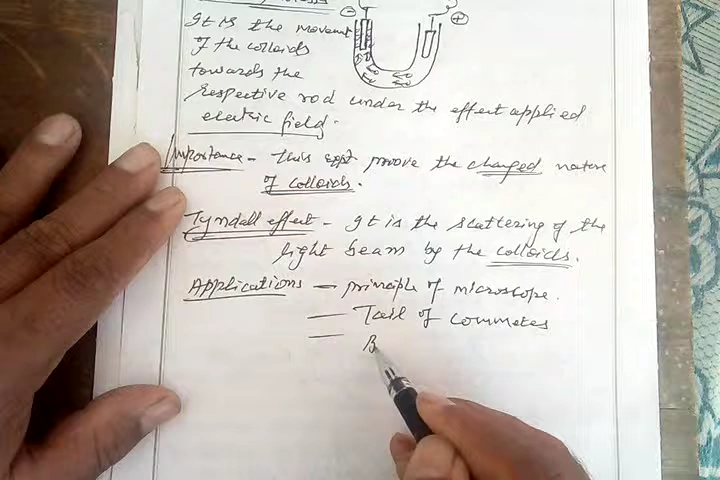 It is the movement
of the colloids
towards the
respective rod under the effect applied
electric field.
Importance - this expt proove the charged nature
of colloids.
Tyndall effect - It is the scattering of the
light beam by the colloids.
Applications - principle of microscope.
- Tail of commetes
- B